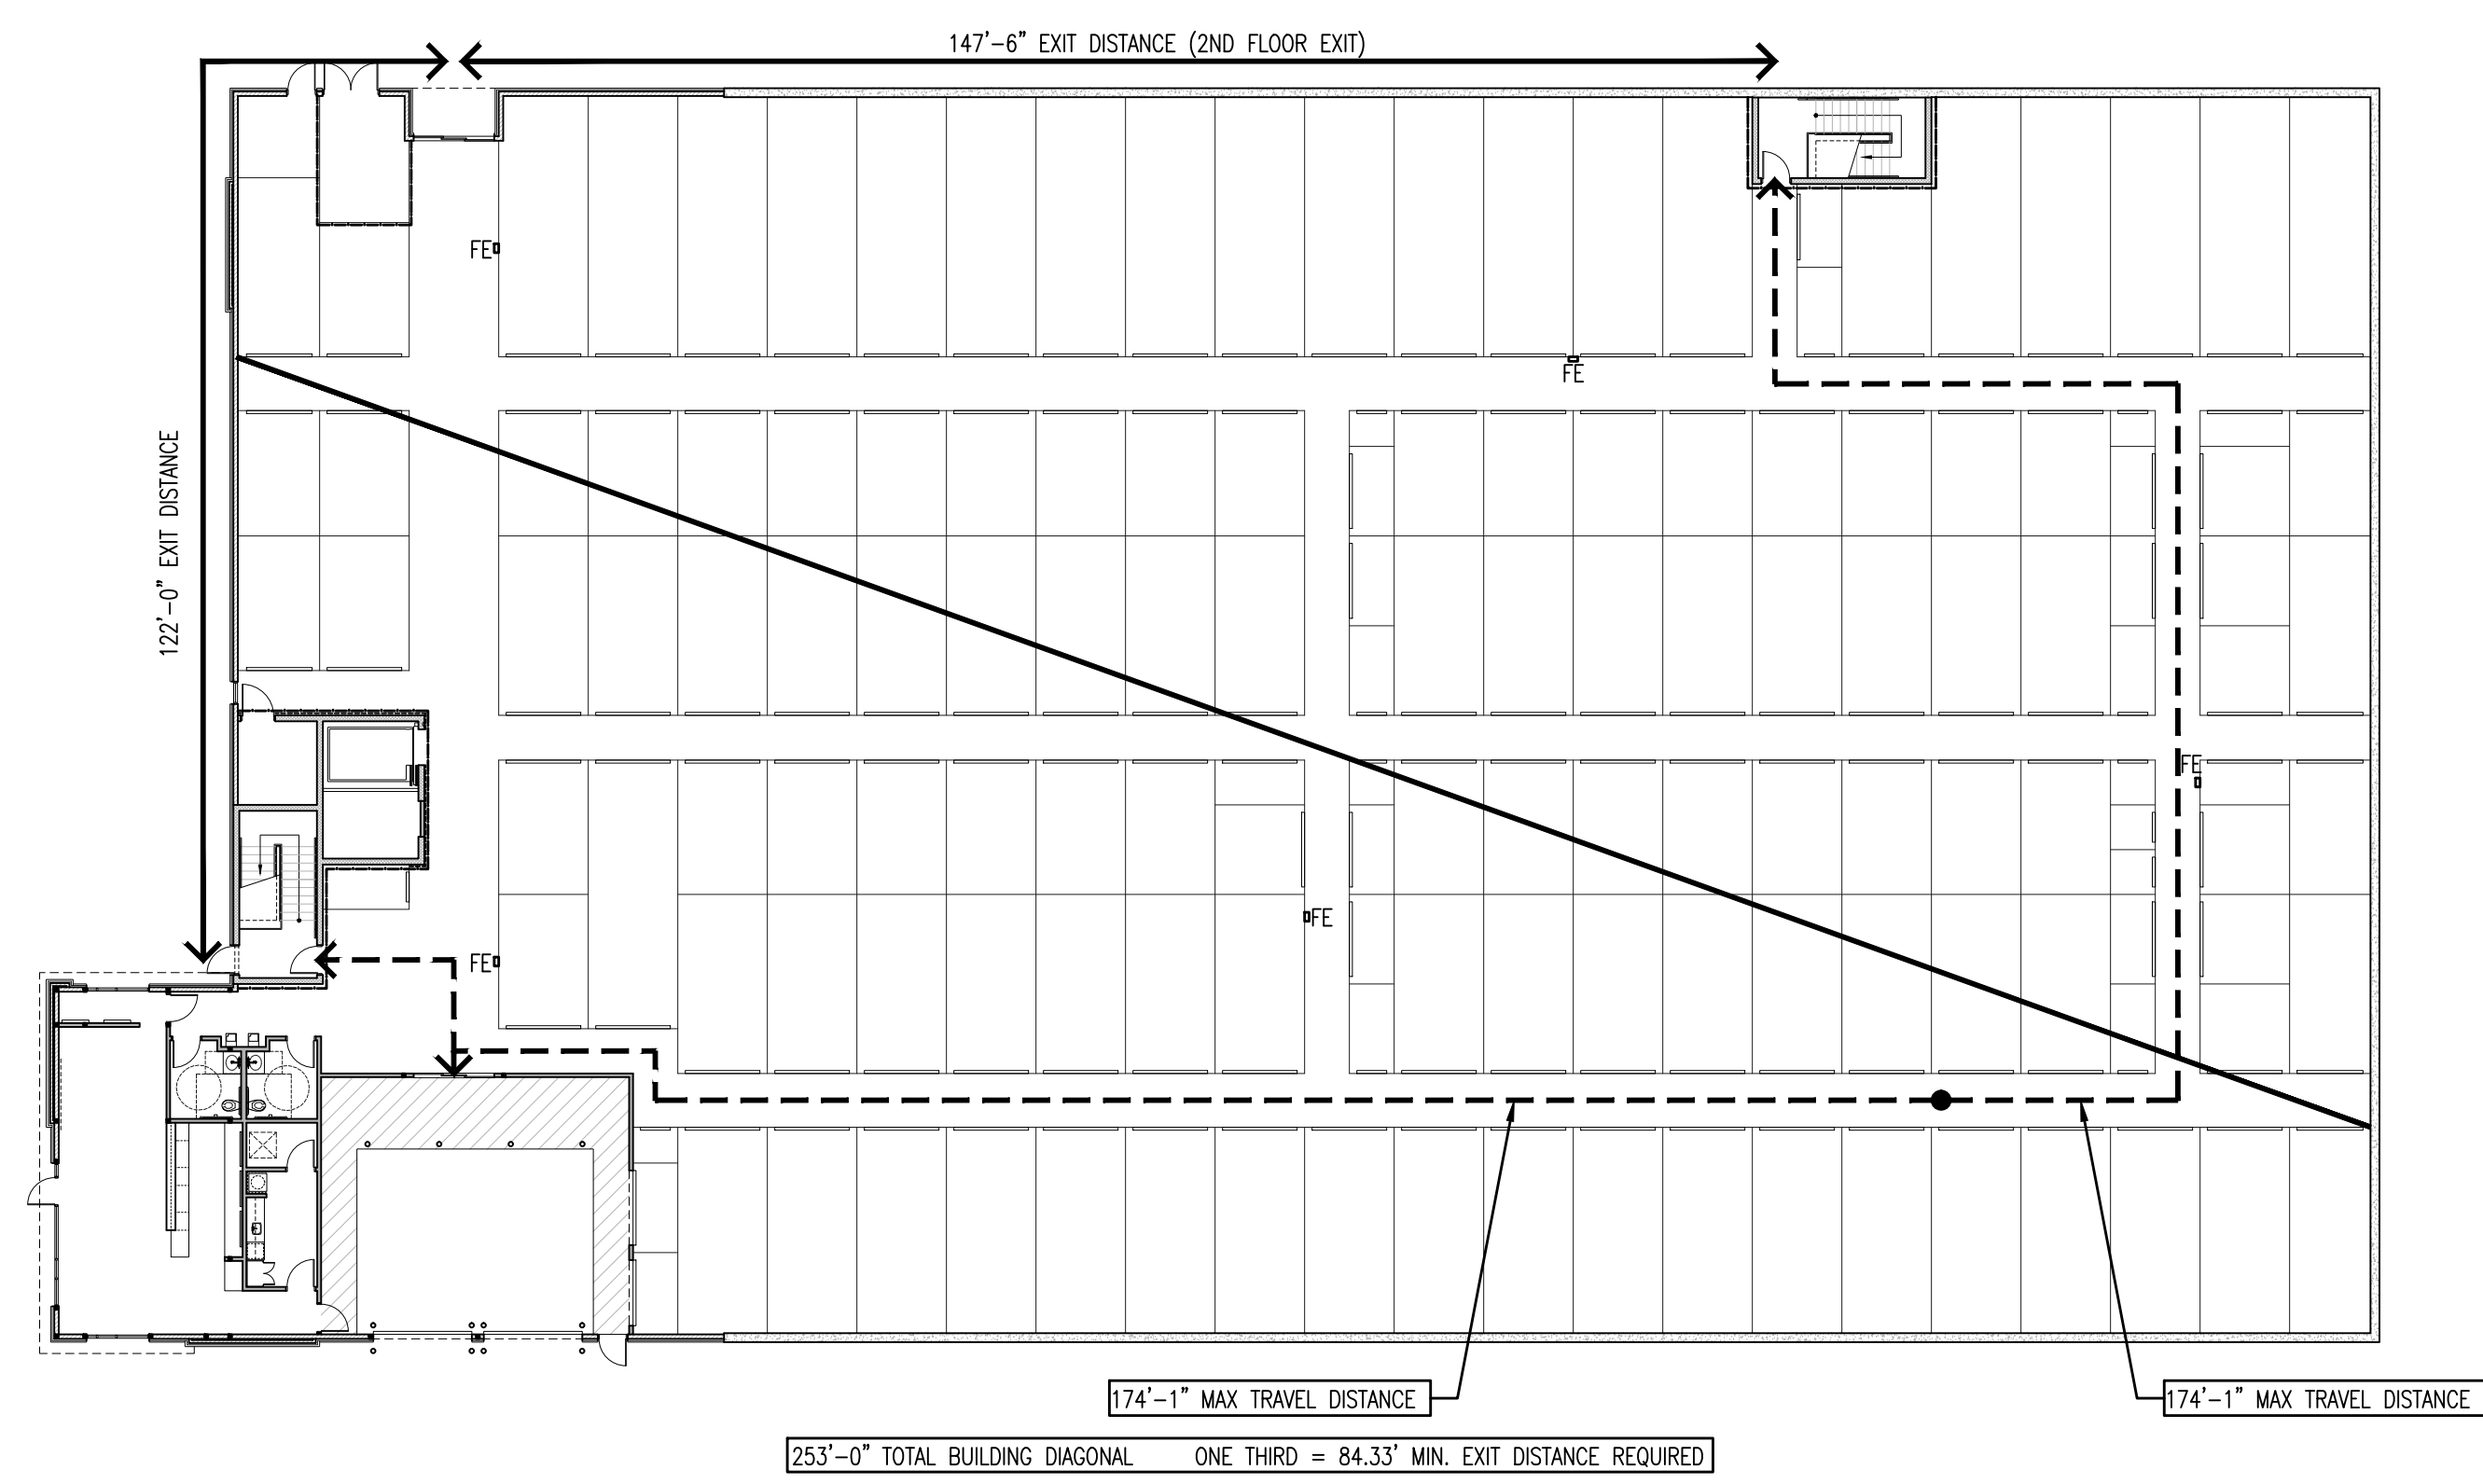 147'-6" EXIT DISTANCE (2ND FLOOR EXIT)
FE
FE
122'-0" EXIT DISTANCE
FE
FE
FE
174'-1" MAX TRAVEL DISTANCE
174'-1" MAX TRAVEL DISTANCE
253'-0" TOTAL BUILDING DIAGONAL ONE THIRD = 84.33' MIN. EXIT DISTANCE REQUIRED